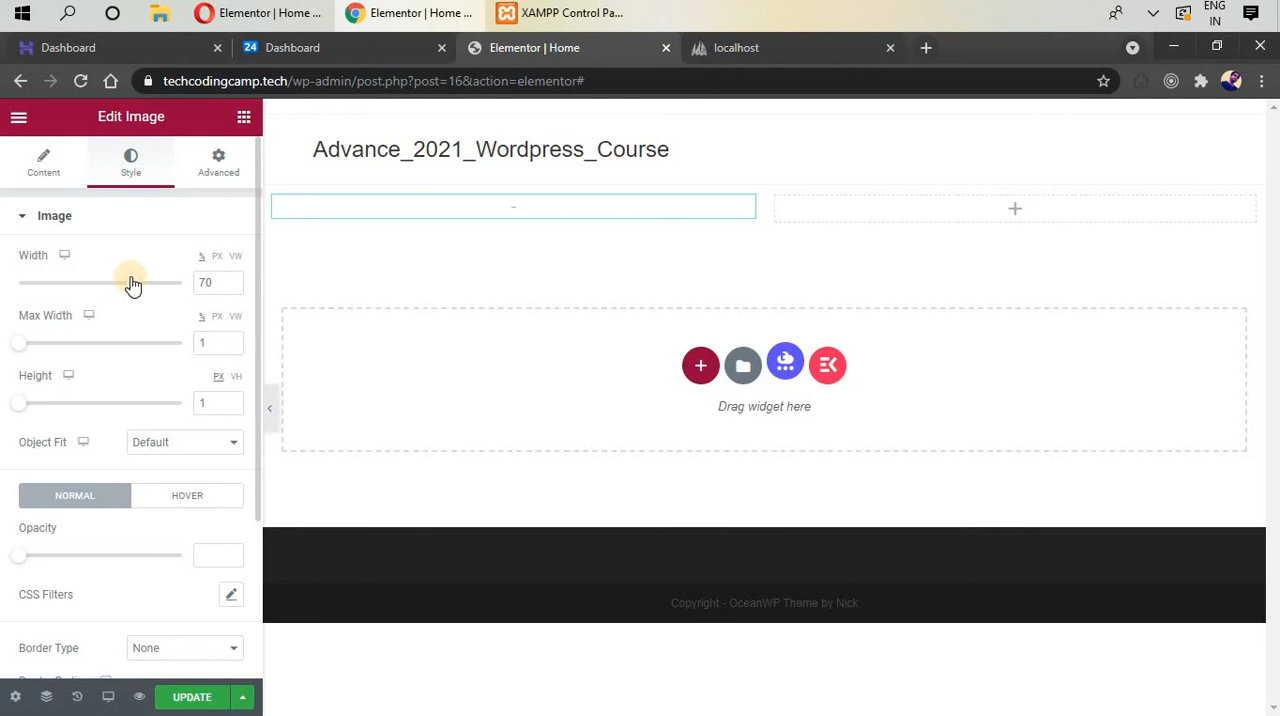 Elementor | Home ...
Elementor | Home ...
XAMPP Control Pa...
ENG
IN
Dashboard
24 Dashboard
Elementor | Home
localhost
techcodingcamp.tech/wp-admin/post.php?post=16&action=elementor#
Edit Image
Content
Style
Advanced
Advance_2021_Wordpress_Course
Image
Width
% PX VW
70
Max Width
% PX VW
1
Height
PX VH
1
Object Fit
Default
NORMAL
HOVER
Opacity
CSS Filters
Border Type
None
UPDATE
Drag widget here
Copyright - OceanWP Theme by Nick